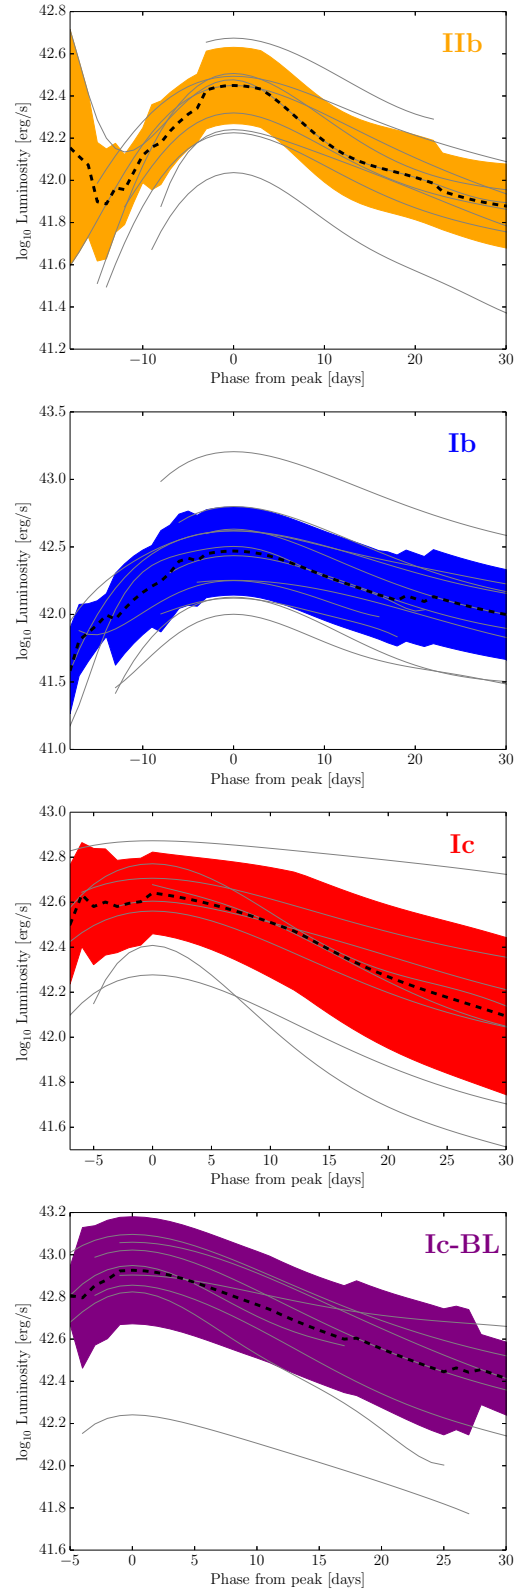 42.8
IIb
42.6
42.4
42.2
42.0
41.8
41.6
41.4
41.2
log10 Luminosity [erg/s]
−10 0 10 20 30
Phase from peak [days]
43.5
Ib
43.0
42.5
42.0
41.5
41.0
log10 Luminosity [erg/s]
−10 0 10 20 30
Phase from peak [days]
43.0
Ic
42.8
42.6
42.4
42.2
42.0
41.8
41.6
log10 Luminosity [erg/s]
−5 0 5 10 15 20 25 30
Phase from peak [days]
43.2
Ic-BL
43.0
42.8
42.6
42.4
42.2
42.0
41.8
41.6
log10 Luminosity [erg/s]
−5 0 5 10 15 20 25 30
Phase from peak [days]